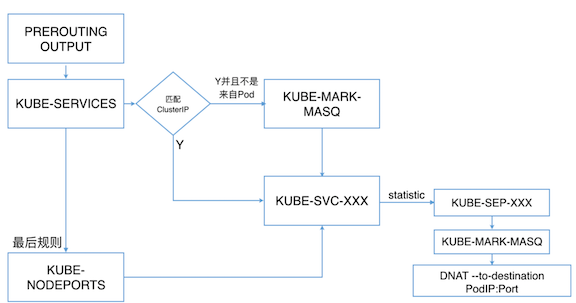 PREROUTING
OUTPUT
KUBE-SERVICES
匹配
ClusterIP
Y并且不是
来自Pod
KUBE-MARK-
MASQ
Y
KUBE-SVC-XXX
statistic
KUBE-SEP-XXX
KUBE-MARK-MASQ
DNAT --to-destination
PodIP:Port
最后规则
KUBE-
NODEPORTS